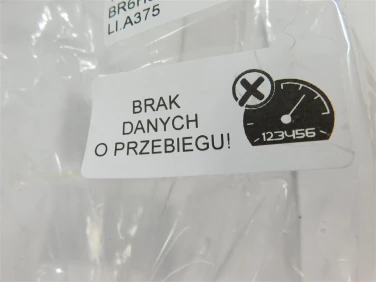 LI.A375
BRAK
DANYCH
O PRZEBIEGU!
123456